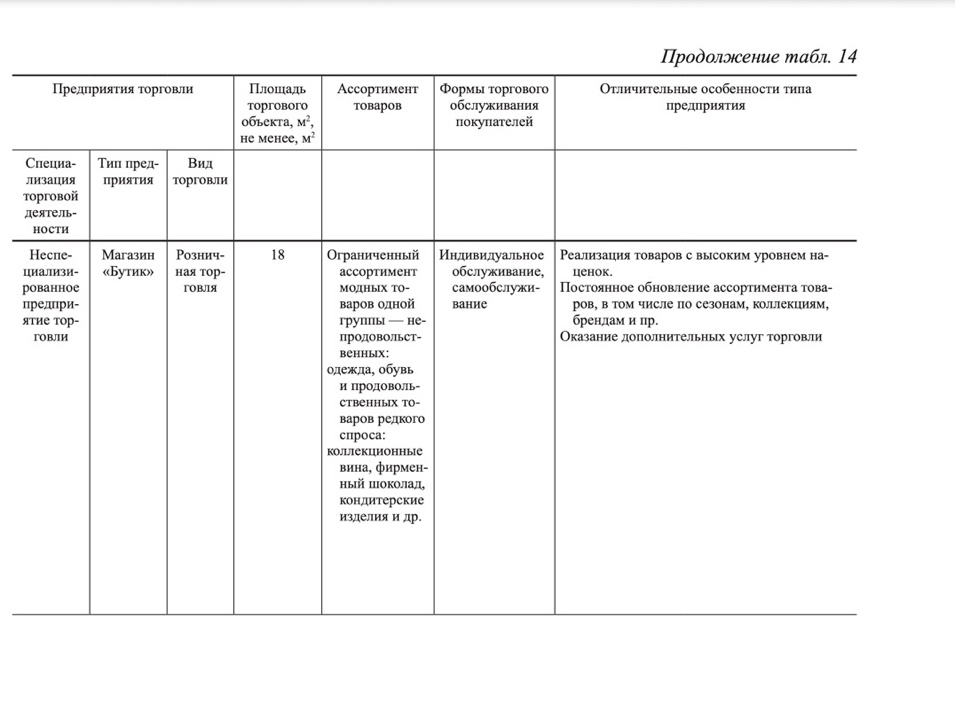 Продолжение табл. 14
Предприятия торговли
Площадь
торгового
объекта, м²,
не менее, м²
Ассортимент
товаров
Формы торгового
обслуживания
покупателей
Отличительные особенности типа
предприятия
Специа-
лизация
торговой
деятель-
ности
Тип пред-
приятия
Вид
торговли
Неспе-
циализи-
рованное
предпри-
ятие тор-
говли
Магазин
«Бутик»
Рознич-
ная тор-
говля
18
Ограниченный
ассортимент
модных то-
варов одной
группы — не-
продовольст-
венных:
одежда, обувь
и продоволь-
ственных то-
варов редкого
спроса:
коллекционные
вина, фирмен-
ный шоколад,
кондитерские
изделия и др.
Индивидуальное
обслуживание,
самообслужи-
вание
Реализация товаров с высоким уровнем на-
ценок.
Постоянное обновление ассортимента това-
ров, в том числе по сезонам, коллекциям,
брендам и пр.
Оказание дополнительных услуг торговли